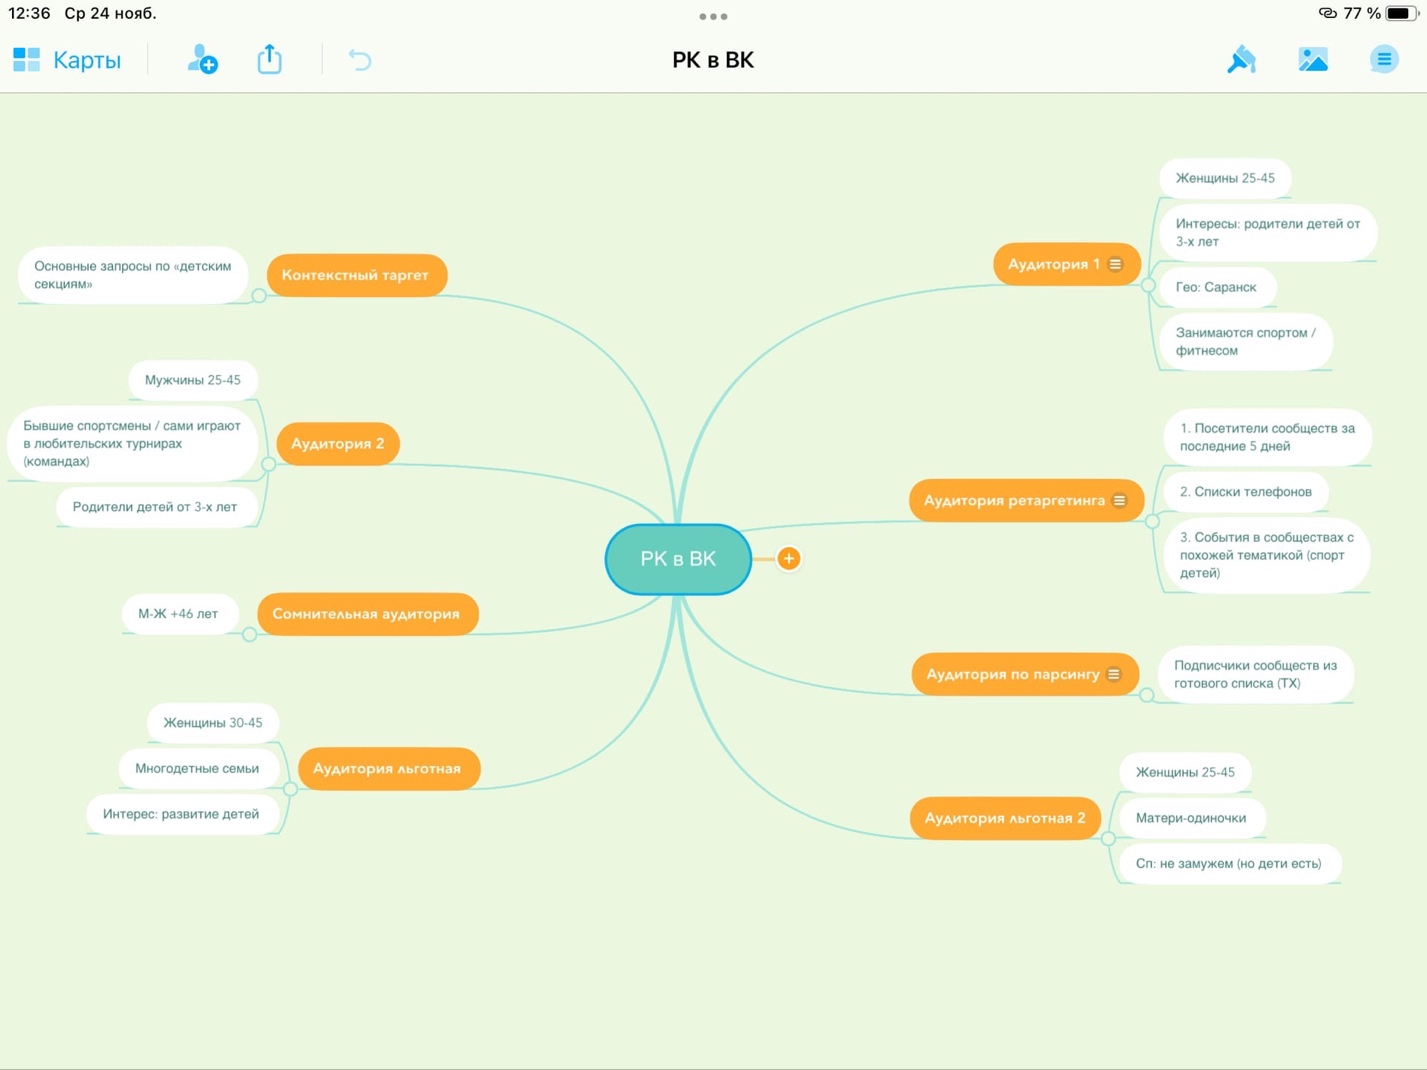 12:36 Ср 24 нояб.
77 %
Карты
РК в ВК
Контекстный таргет
Основные запросы по «детским
секциям»
Аудитория 2
Мужчины 25-45
Бывшие спортсмены / сами играют
в любительских турнирах
(командах)
Родители детей от 3-х лет
Сомнительная аудитория
М-Ж +46 лет
Аудитория льготная
Женщины 30-45
Многодетные семьи
Интерес: развитие детей
РК в ВК
Аудитория 1
Женщины 25-45
Интересы: родители детей от
3-х лет
Гео: Саранск
Занимаются спортом /
фитнесом
Аудитория ретаргетинга
1. Посетители сообществ за
последние 5 дней
2. Списки телефонов
3. События в сообществах с
похожей тематикой (спорт
детей)
Аудитория по парсингу
Подписчики сообществ из
готового списка (ТХ)
Аудитория льготная 2
Женщины 25-45
Матери-одиночки
Сп: не замужем (но дети есть)